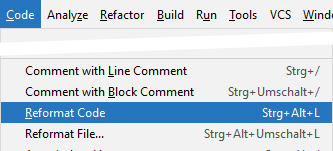 Code Analyze Refactor Build Run Tools VCS
Comment with Line Comment Strg+/
Comment with Block Comment Strg+Umschalt+/
Reformat Code Strg+Alt+L
Reformat File... Strg+Alt+Umschalt+L